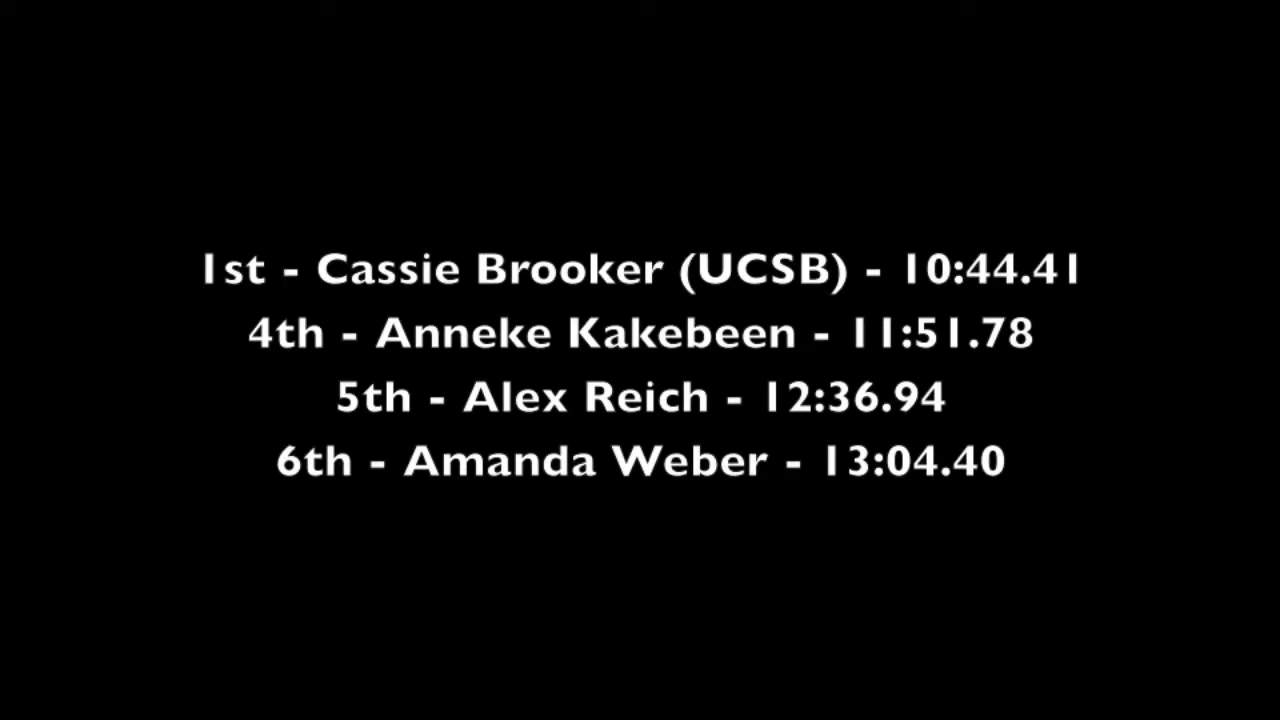 1st - Cassie Brooker (UCSB) - 10:44.41
4th - Anneke Kakebeen - 11:51.78
5th - Alex Reich - 12:36.94
6th - Amanda Weber - 13:04.40